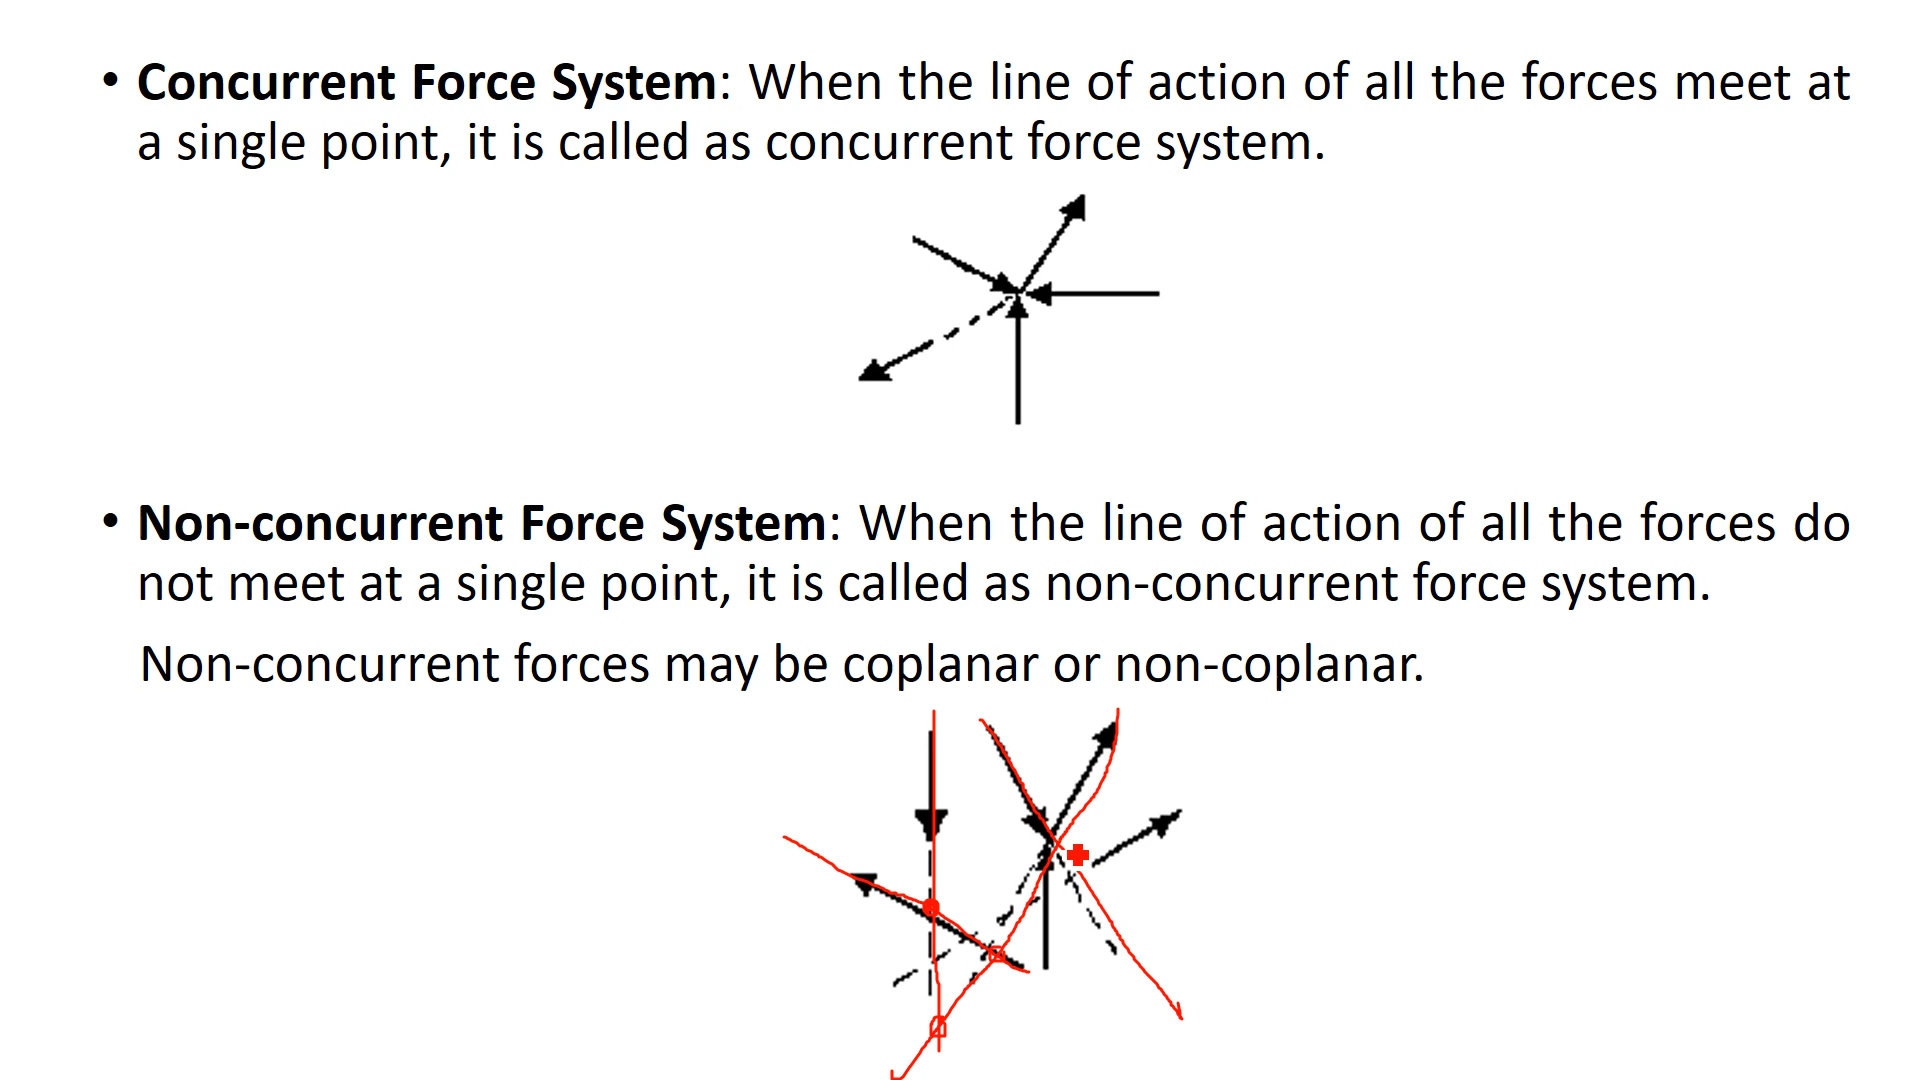 • Concurrent Force System: When the line of action of all the forces meet at
a single point, it is called as concurrent force system.
• Non-concurrent Force System: When the line of action of all the forces do
not meet at a single point, it is called as non-concurrent force system.
Non-concurrent forces may be coplanar or non-coplanar.